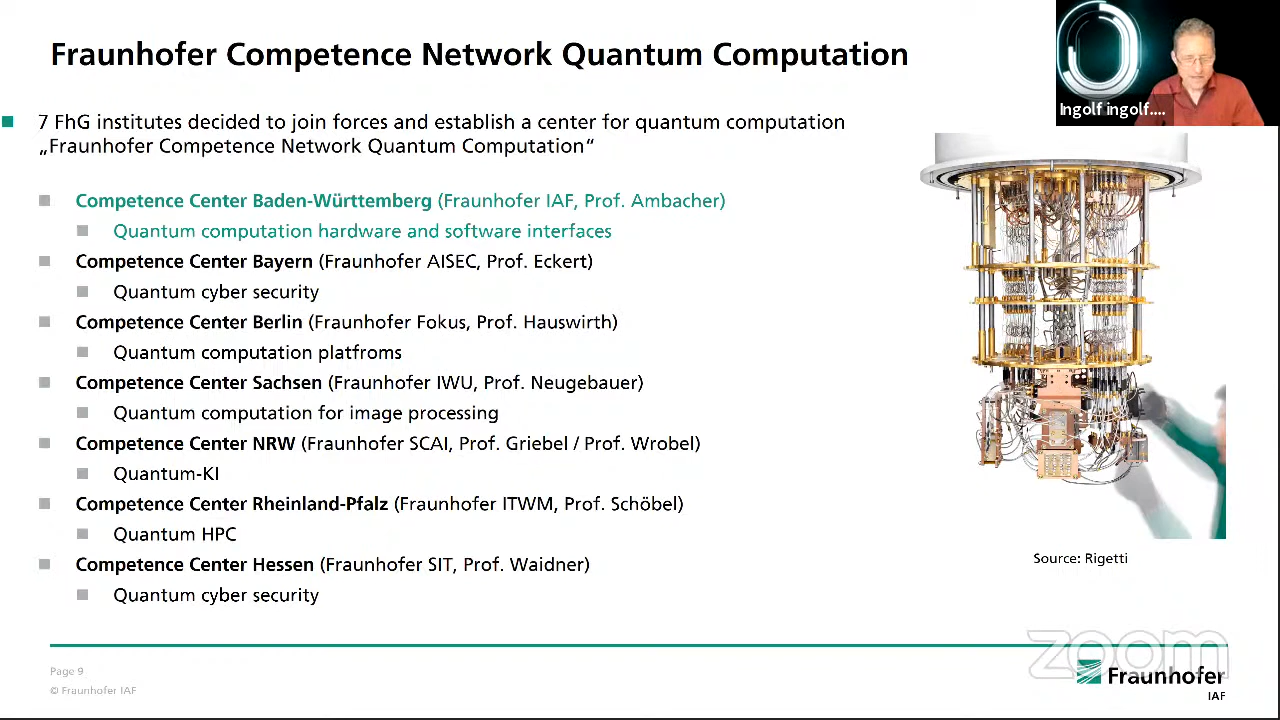 Fraunhofer Competence Network Quantum Computation
Ingolf ingolf....
7 FhG institutes decided to join forces and establish a center for quantum computation
„Fraunhofer Competence Network Quantum Computation“
Competence Center Baden-Württemberg (Fraunhofer IAF, Prof. Ambacher)
Quantum computation hardware and software interfaces
Competence Center Bayern (Fraunhofer AISEC, Prof. Eckert)
Quantum cyber security
Competence Center Berlin (Fraunhofer Fokus, Prof. Hauswirth)
Quantum computation platfroms
Competence Center Sachsen (Fraunhofer IWU, Prof. Neugebauer)
Quantum computation for image processing
Competence Center NRW (Fraunhofer SCAI, Prof. Griebel / Prof. Wrobel)
Quantum-KI
Competence Center Rheinland-Pfalz (Fraunhofer ITWM, Prof. Schöbel)
Quantum HPC
Competence Center Hessen (Fraunhofer SIT, Prof. Waidner)
Quantum cyber security
Source: Rigetti
zoom
Page 9
© Fraunhofer IAF
Fraunhofer
IAF